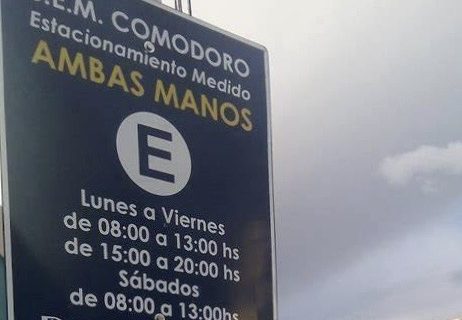 S.E.M. COMODORO
Estacionamiento Medido
AMBAS MANOS
E
Lunes a Viernes
de 08:00 a 13:00 hs
de 15:00 a 20:00 hs
Sábados
de 08:00 a 13:00hs